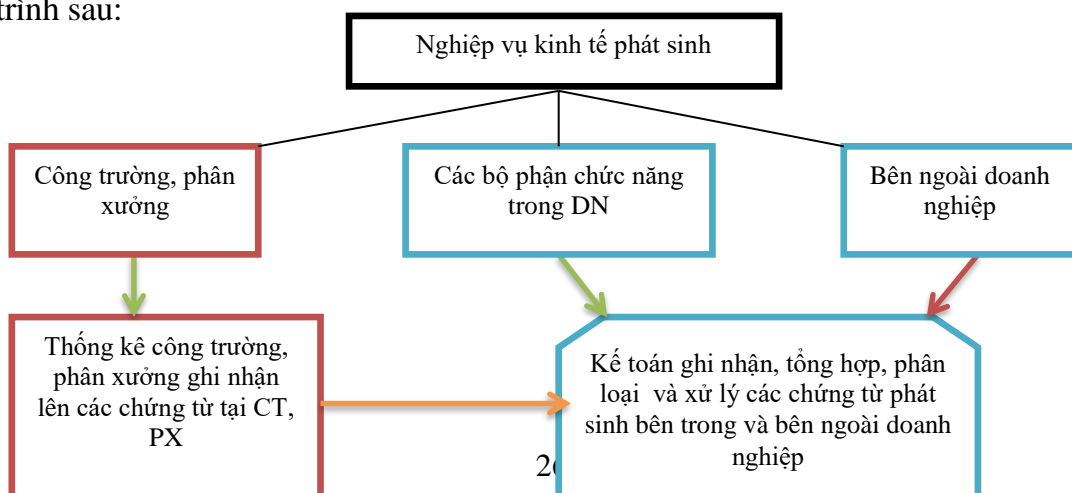 trình sau:
Nghiệp vụ kinh tế phát sinh
Công trường, phân
xưởng
Các bộ phận chức năng
trong DN
Bên ngoài doanh
nghiệp
Thống kê công trường,
phân xưởng ghi nhận
lên các chứng từ tại CT,
PX
Kế toán ghi nhận, tổng hợp, phân
loại và xử lý các chứng từ phát
sinh bên trong và bên ngoài doanh
nghiệp